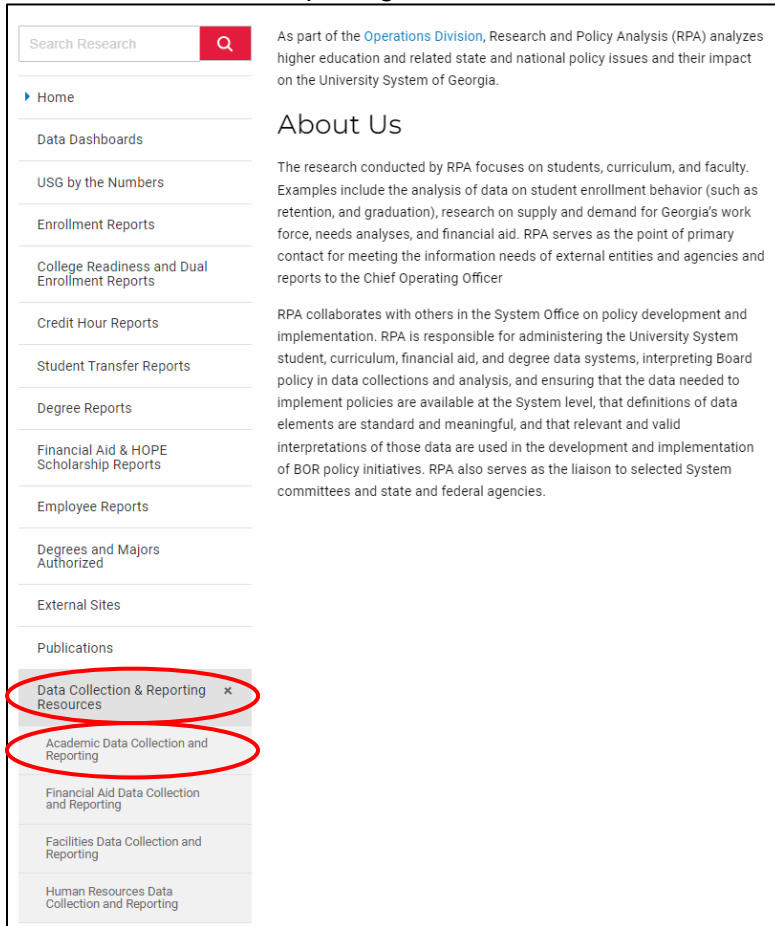 Search Research
Home
Data Dashboards
USG by the Numbers
Enrollment Reports
College Readiness and Dual
Enrollment Reports
Credit Hour Reports
Student Transfer Reports
Degree Reports
Financial Aid & HOPE
Scholarship Reports
Employee Reports
Degrees and Majors
Authorized
External Sites
Publications
Data Collection & Reporting ×
Resources
Academic Data Collection and
Reporting
Financial Aid Data Collection
and Reporting
Facilities Data Collection and
Reporting
Human Resources Data
Collection and Reporting
As part of the Operations Division, Research and Policy Analysis (RPA) analyzes
higher education and related state and national policy issues and their impact
on the University System of Georgia.
About Us
The research conducted by RPA focuses on students, curriculum, and faculty.
Examples include the analysis of data on student enrollment behavior (such as
retention, and graduation), research on supply and demand for Georgia's work
force, needs analyses, and financial aid. RPA serves as the point of primary
contact for meeting the information needs of external entities and agencies and
reports to the Chief Operating Officer
RPA collaborates with others in the System Office on policy development and
implementation. RPA is responsible for administering the University System
student, curriculum, financial aid, and degree data systems, interpreting Board
policy in data collections and analysis, and ensuring that the data needed to
implement policies are available at the System level, that definitions of data
elements are standard and meaningful, and that relevant and valid
interpretations of those data are used in the development and implementation
of BOR policy initiatives. RPA also serves as the liaison to selected System
committees and state and federal agencies.